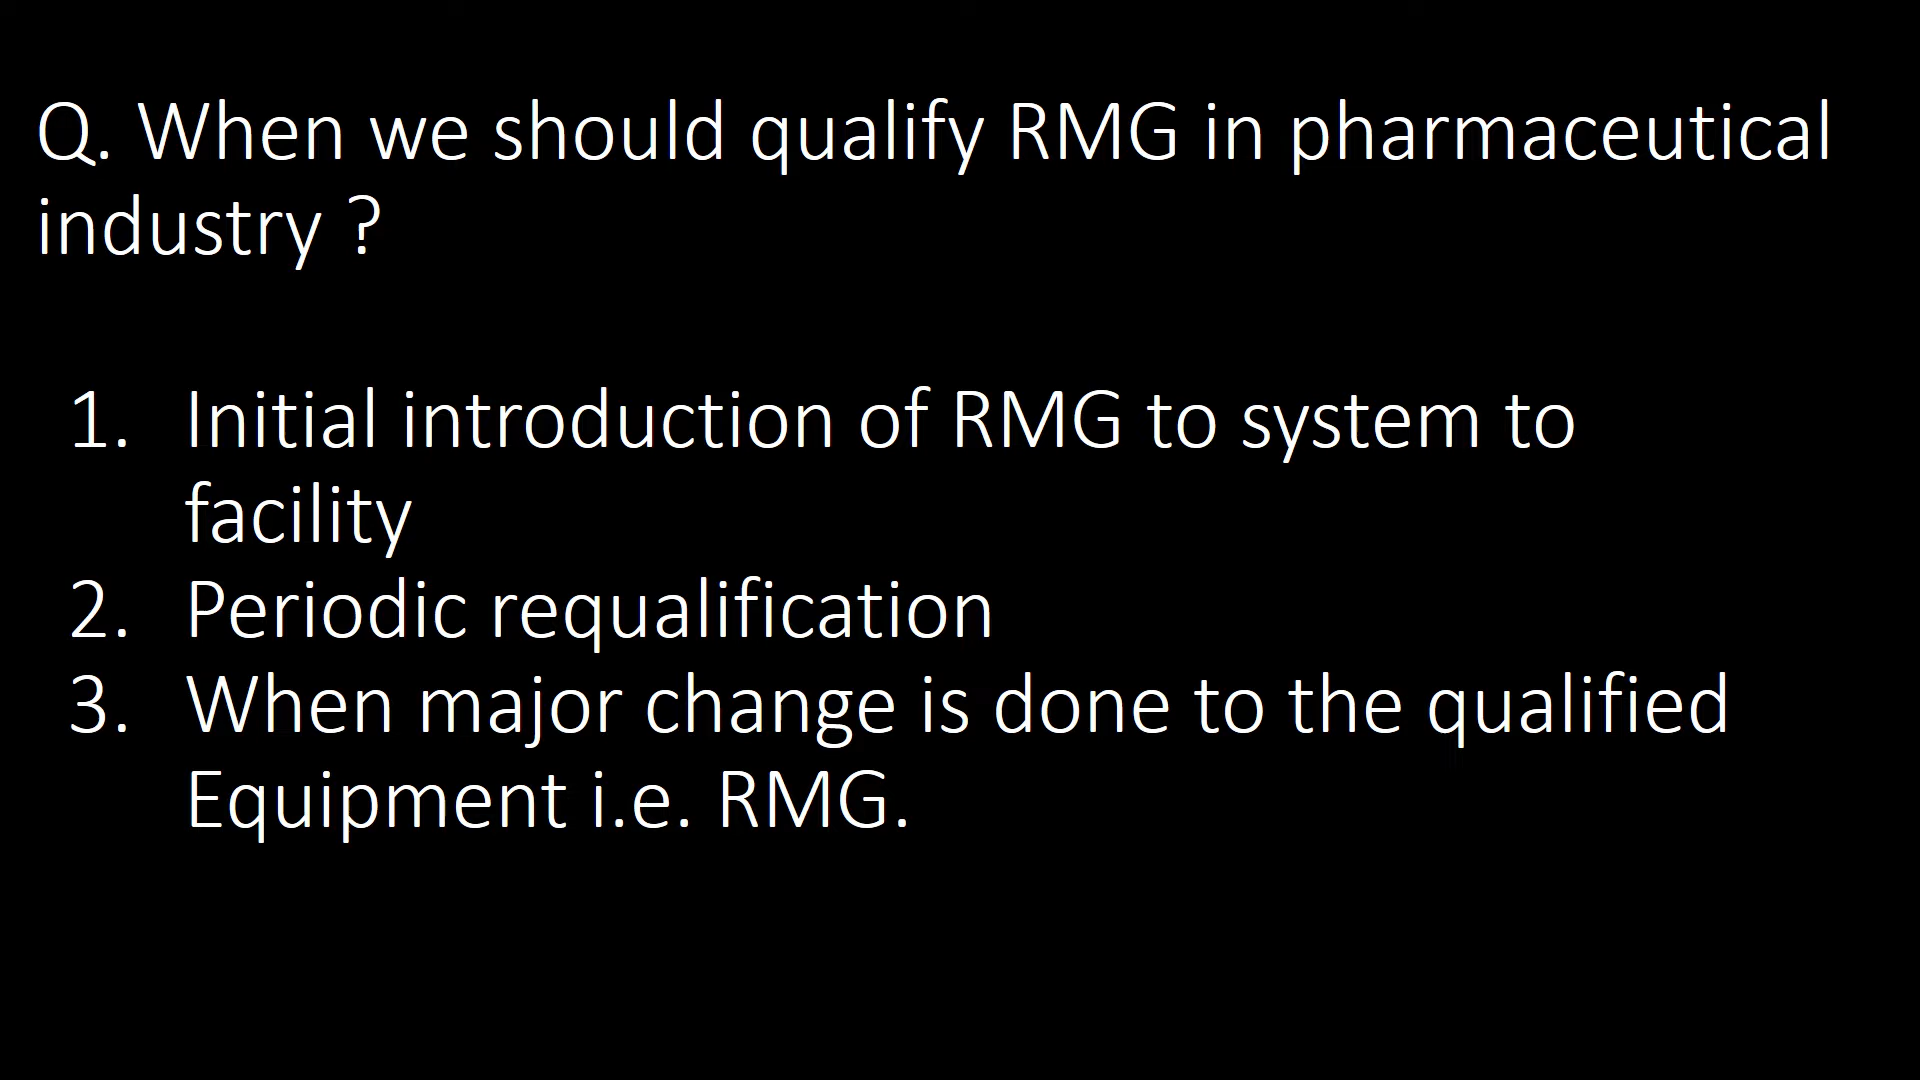 Q. When we should qualify RMG in pharmaceutical
industry ?
1. Initial introduction of RMG to system to
facility
2. Periodic requalification
3. When major change is done to the qualified
Equipment i.e. RMG.